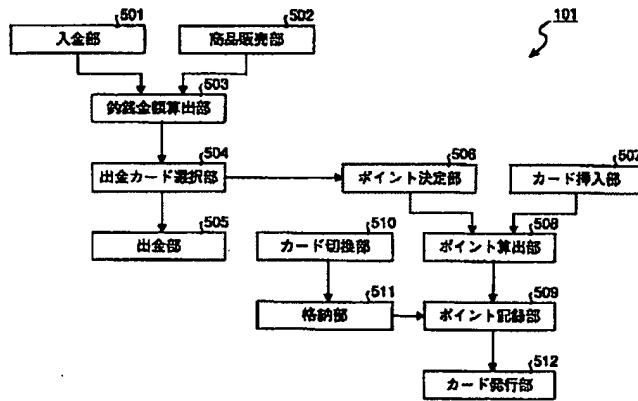 501
502
101
入金部
商品販売部
503
釣銭金額算出部
504
506
507
出金カード選択部
ポイント決定部
カード挿入部
505
510
508
出金部
カード切換部
ポイント算出部
511
509
格納部
ポイント記録部
512
カード発行部